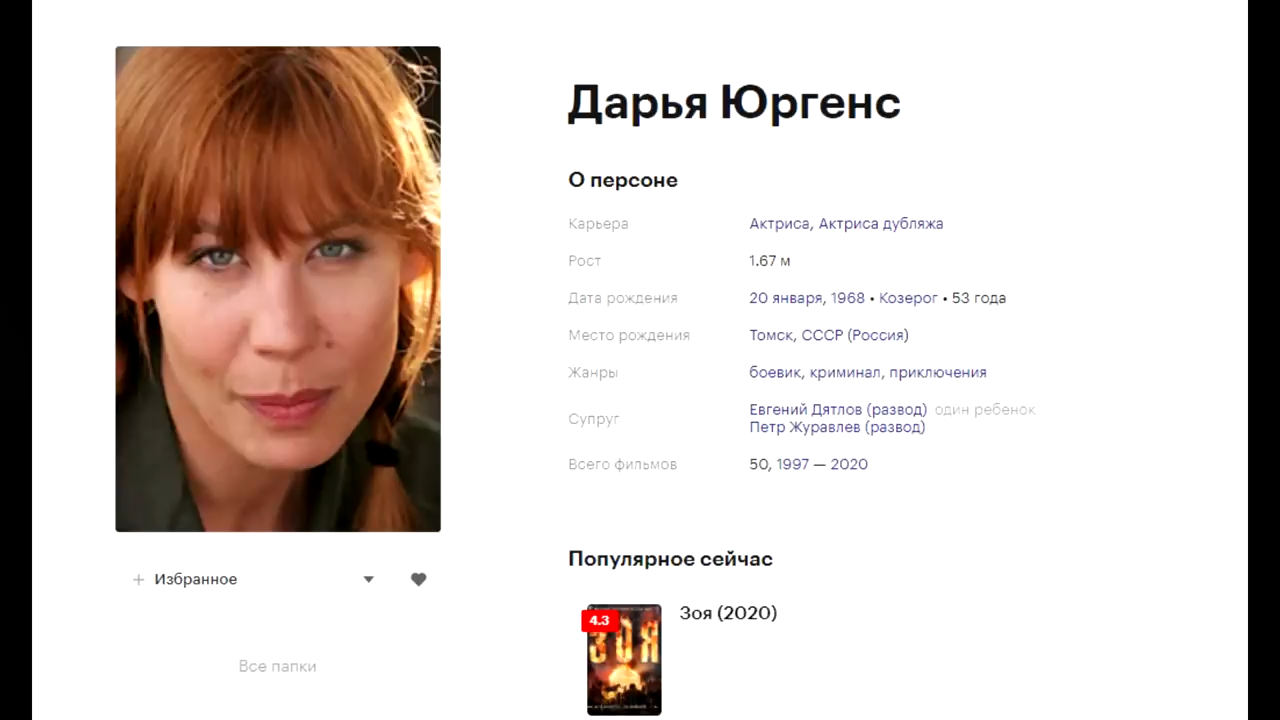 Дарья Юргенс
О персоне
Карьера Актриса, Актриса дубляжа
Рост 1.67 м
Дата рождения 20 января, 1968 • Козерог • 53 года
Место рождения Томск, СССР (Россия)
Жанры боевик, криминал, приключения
Супруг Евгений Дятлов (развод) один ребенок
Петр Журавлев (развод)
Всего фильмов 50, 1997 — 2020
+ Избранное
Все папки
Популярное сейчас
4.3
ЗОЯ
Зоя (2020)